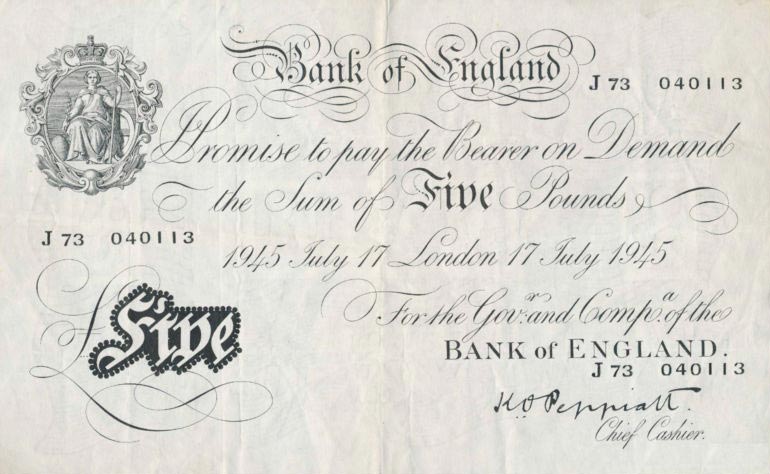 Bank of England
J 73 040113
I Promise to pay the Bearer on Demand
the Sum of Five Pounds
J 73 040113
1945 July 17 London 17 July 1945
£Five
For the Govr. and Compa. of the
BANK of ENGLAND.
J 73 040113
K O Peppiatt.
Chief Cashier.